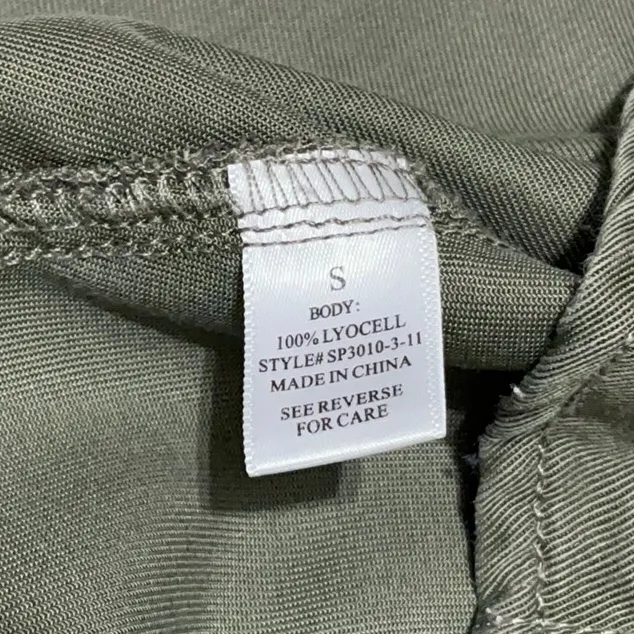 S
BODY:
100% LYOCELL
STYLE# SP3010-3-11
MADE IN CHINA
SEE REVERSE
FOR CARE